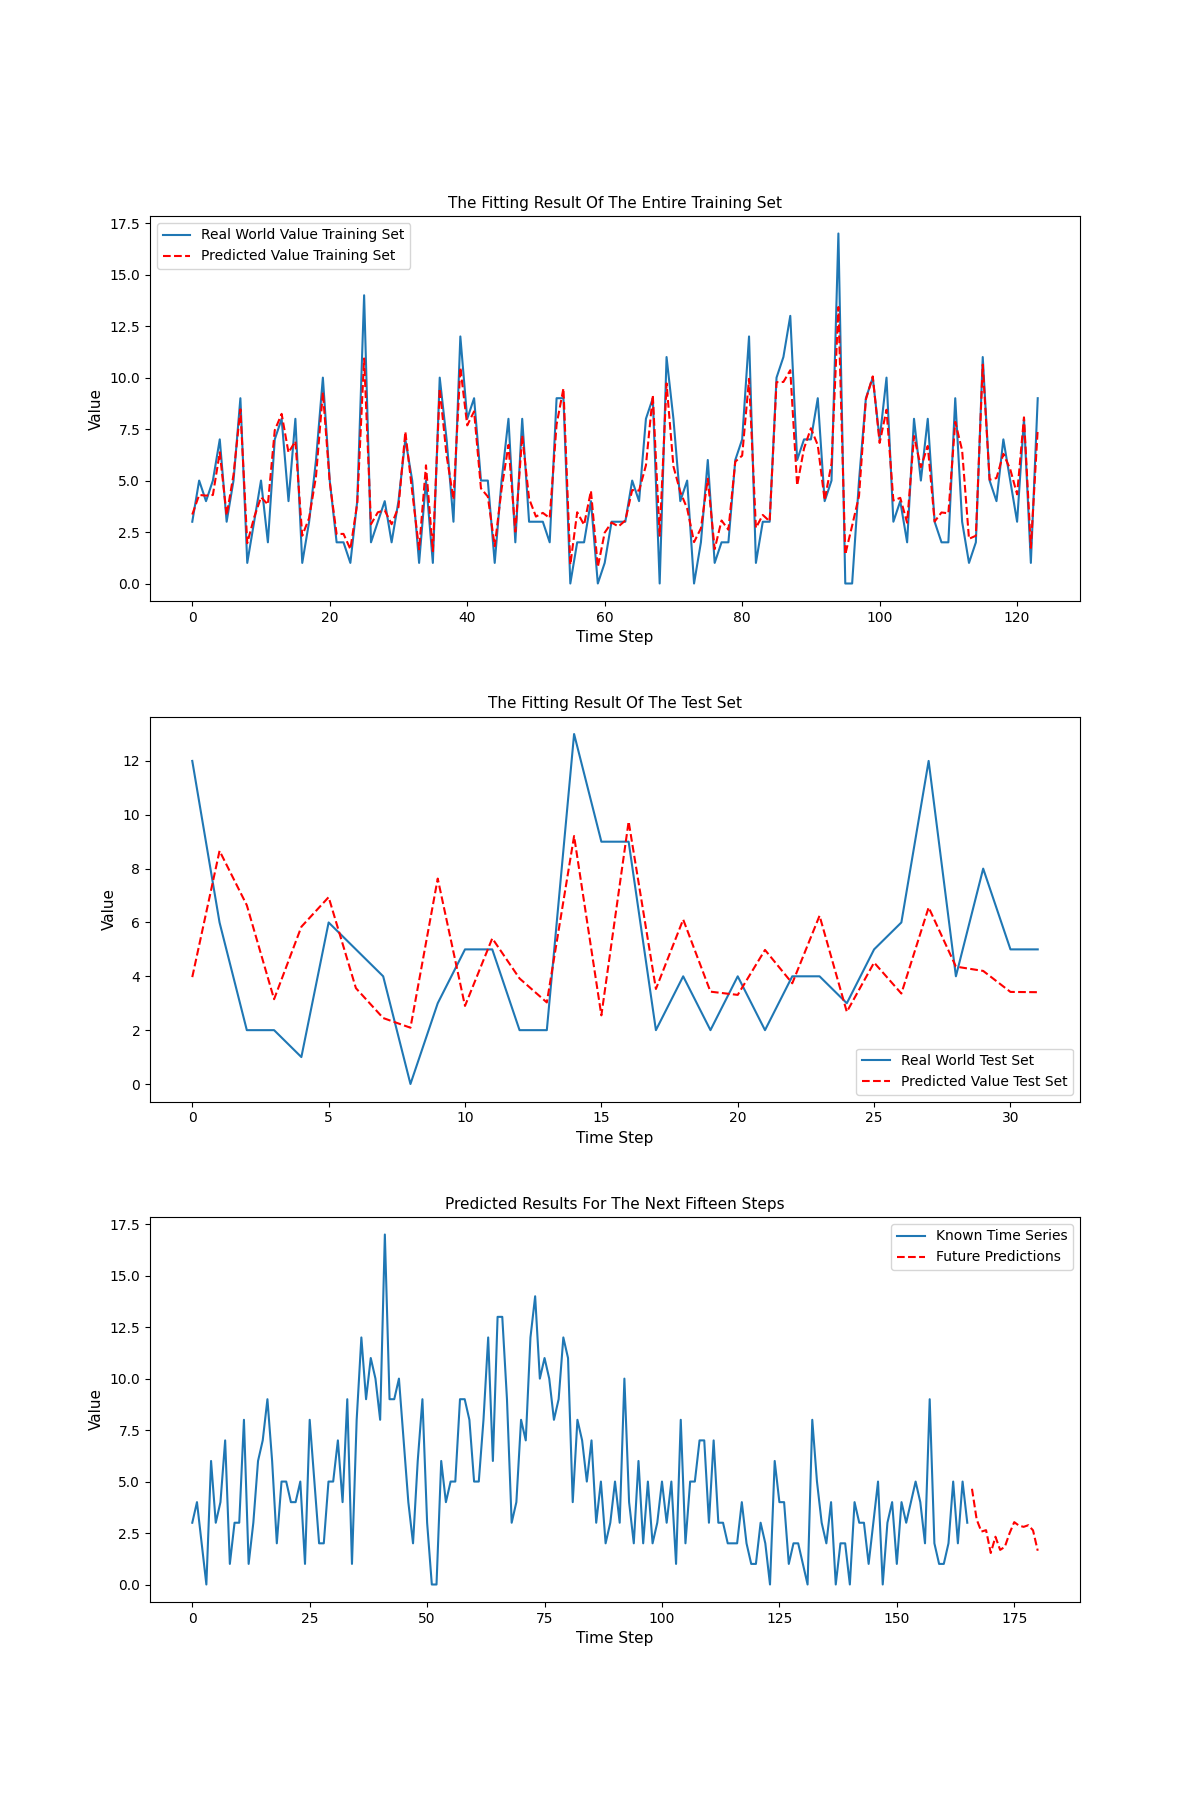 The Fitting Result Of The Entire Training Set
17.5
15.0
12.5
10.0
7.5
5.0
2.5
0.0
Value
Real World Value Training Set
Predicted Value Training Set
0 20 40 60 80 100 120
Time Step
The Fitting Result Of The Test Set
12
10
8
6
4
2
0
Value
Real World Test Set
Predicted Value Test Set
0 5 10 15 20 25 30
Time Step
Predicted Results For The Next Fifteen Steps
17.5
15.0
12.5
10.0
7.5
5.0
2.5
0.0
Value
Known Time Series
Future Predictions
0 25 50 75 100 125 150 175
Time Step